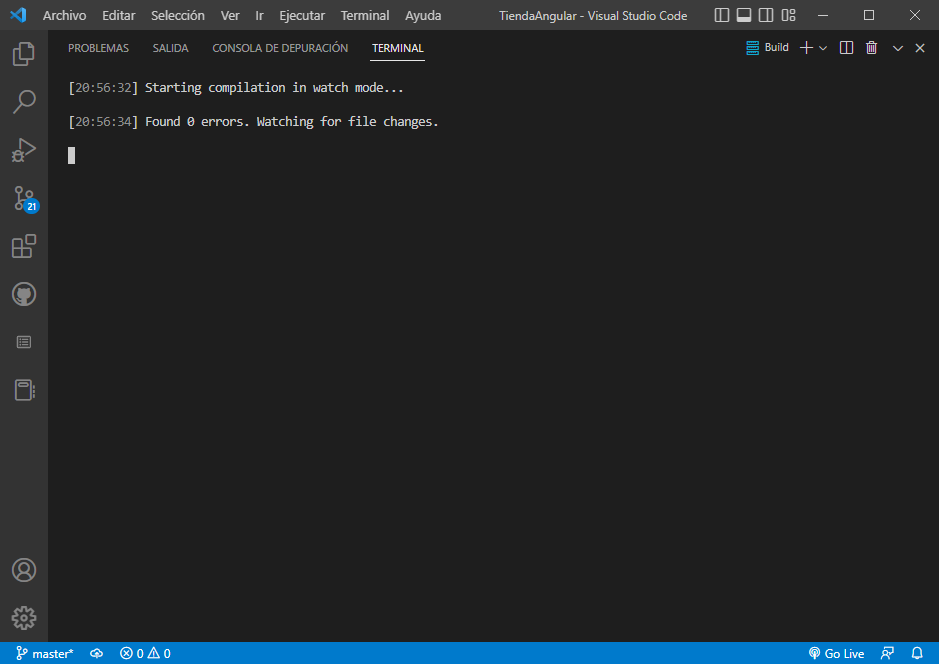 Archivo Editar Selección Ver Ir Ejecutar Terminal Ayuda TiendaAngular - Visual Studio Code
PROBLEMAS SALIDA CONSOLA DE DEPURACIÓN TERMINAL Build
[20:56:32] Starting compilation in watch mode...
[20:56:34] Found 0 errors. Watching for file changes.
21
master* 0 0 Go Live